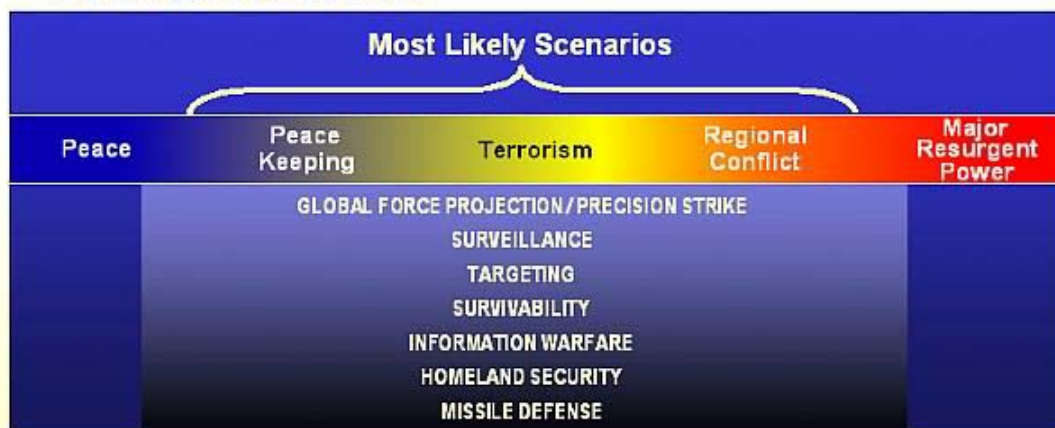 Most Likely Scenarios
Peace
Peace
Keeping
Terrorism
Regional
Conflict
Major
Resurgent
Power
GLOBAL FORCE PROJECTION/PRECISION STRIKE
SURVEILLANCE
TARGETING
SURVIVABILITY
INFORMATION WARFARE
HOMELAND SECURITY
MISSILE DEFENSE